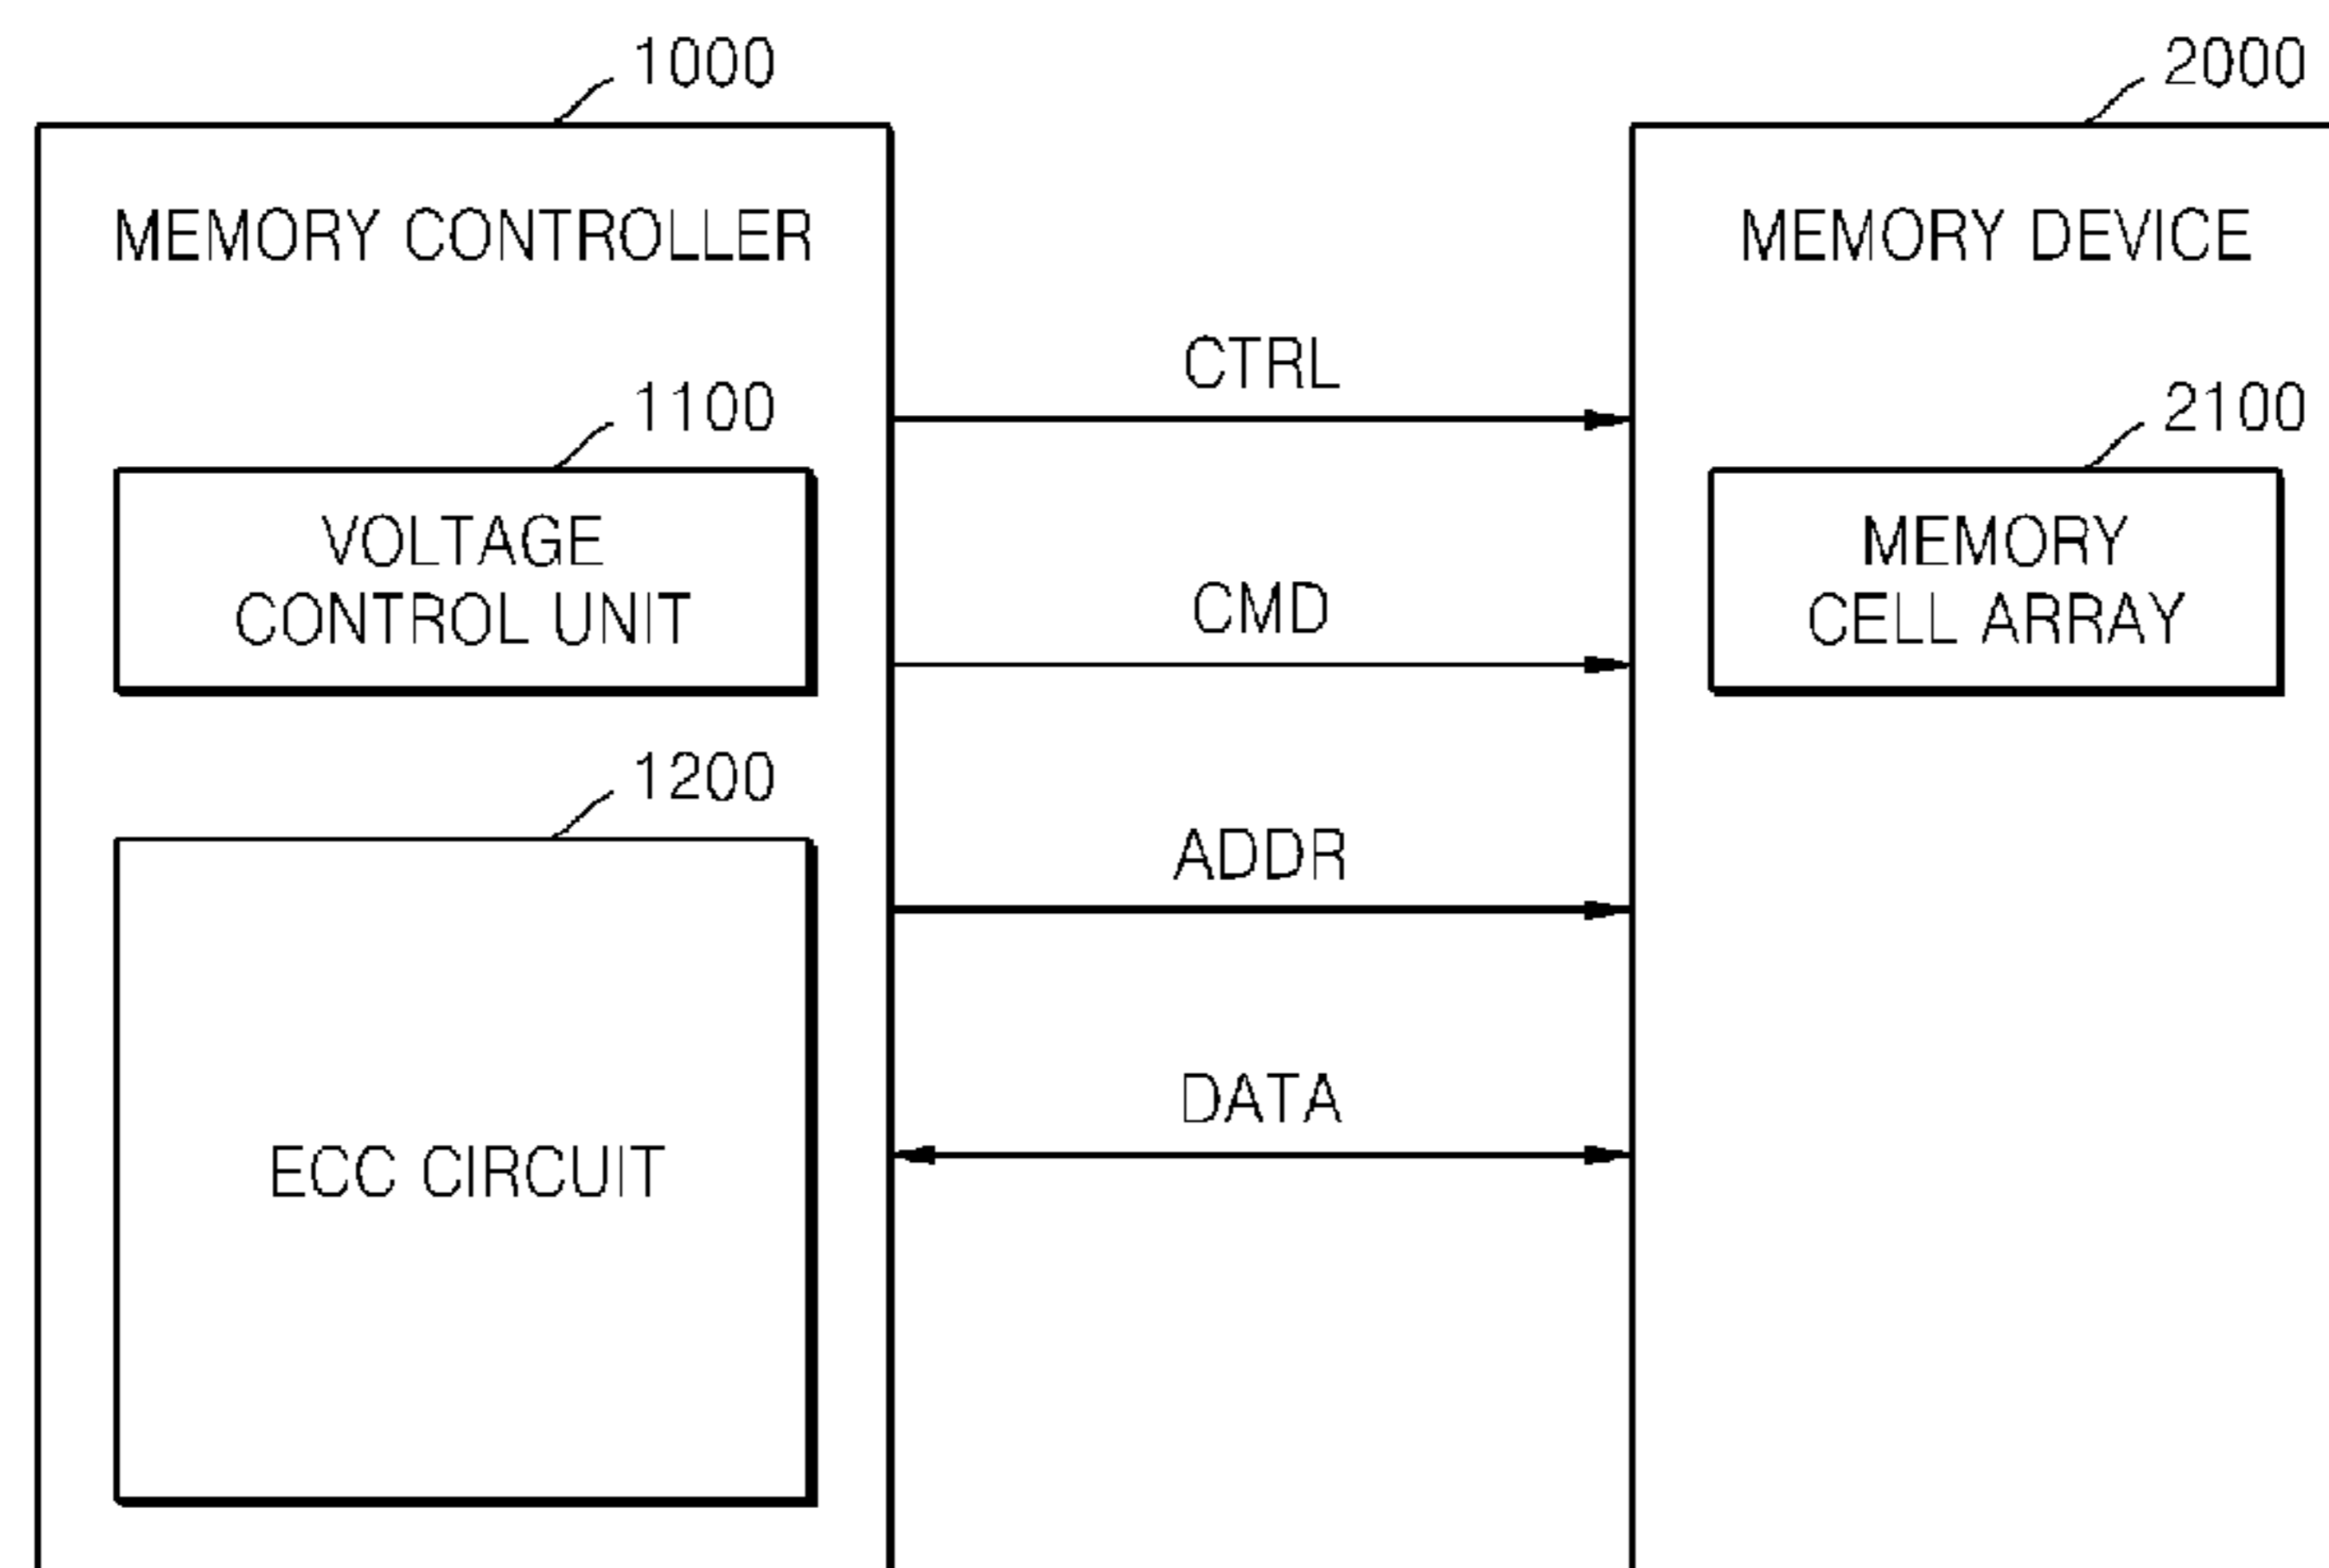 1000
2000
MEMORY CONTROLLER
MEMORY DEVICE
CTRL
1100
2100
VOLTAGE
CONTROL UNIT
MEMORY
CELL ARRAY
CMD
1200
ADDR
DATA
ECC CIRCUIT